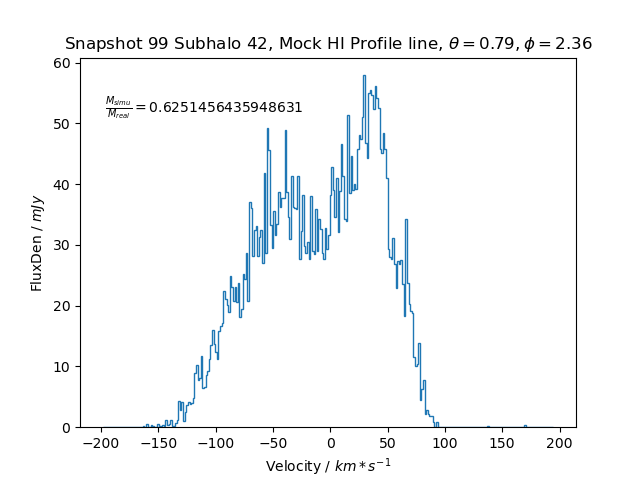 Snapshot 99 Subhalo 42, Mock HI Profile line, θ = 0.79, ϕ = 2.36
M_simu/M_real = 0.6251456435948631
60
50
40
30
20
10
0
FluxDen / mJy
−200 −150 −100 −50 0 50 100 150 200
Velocity / km * s⁻¹